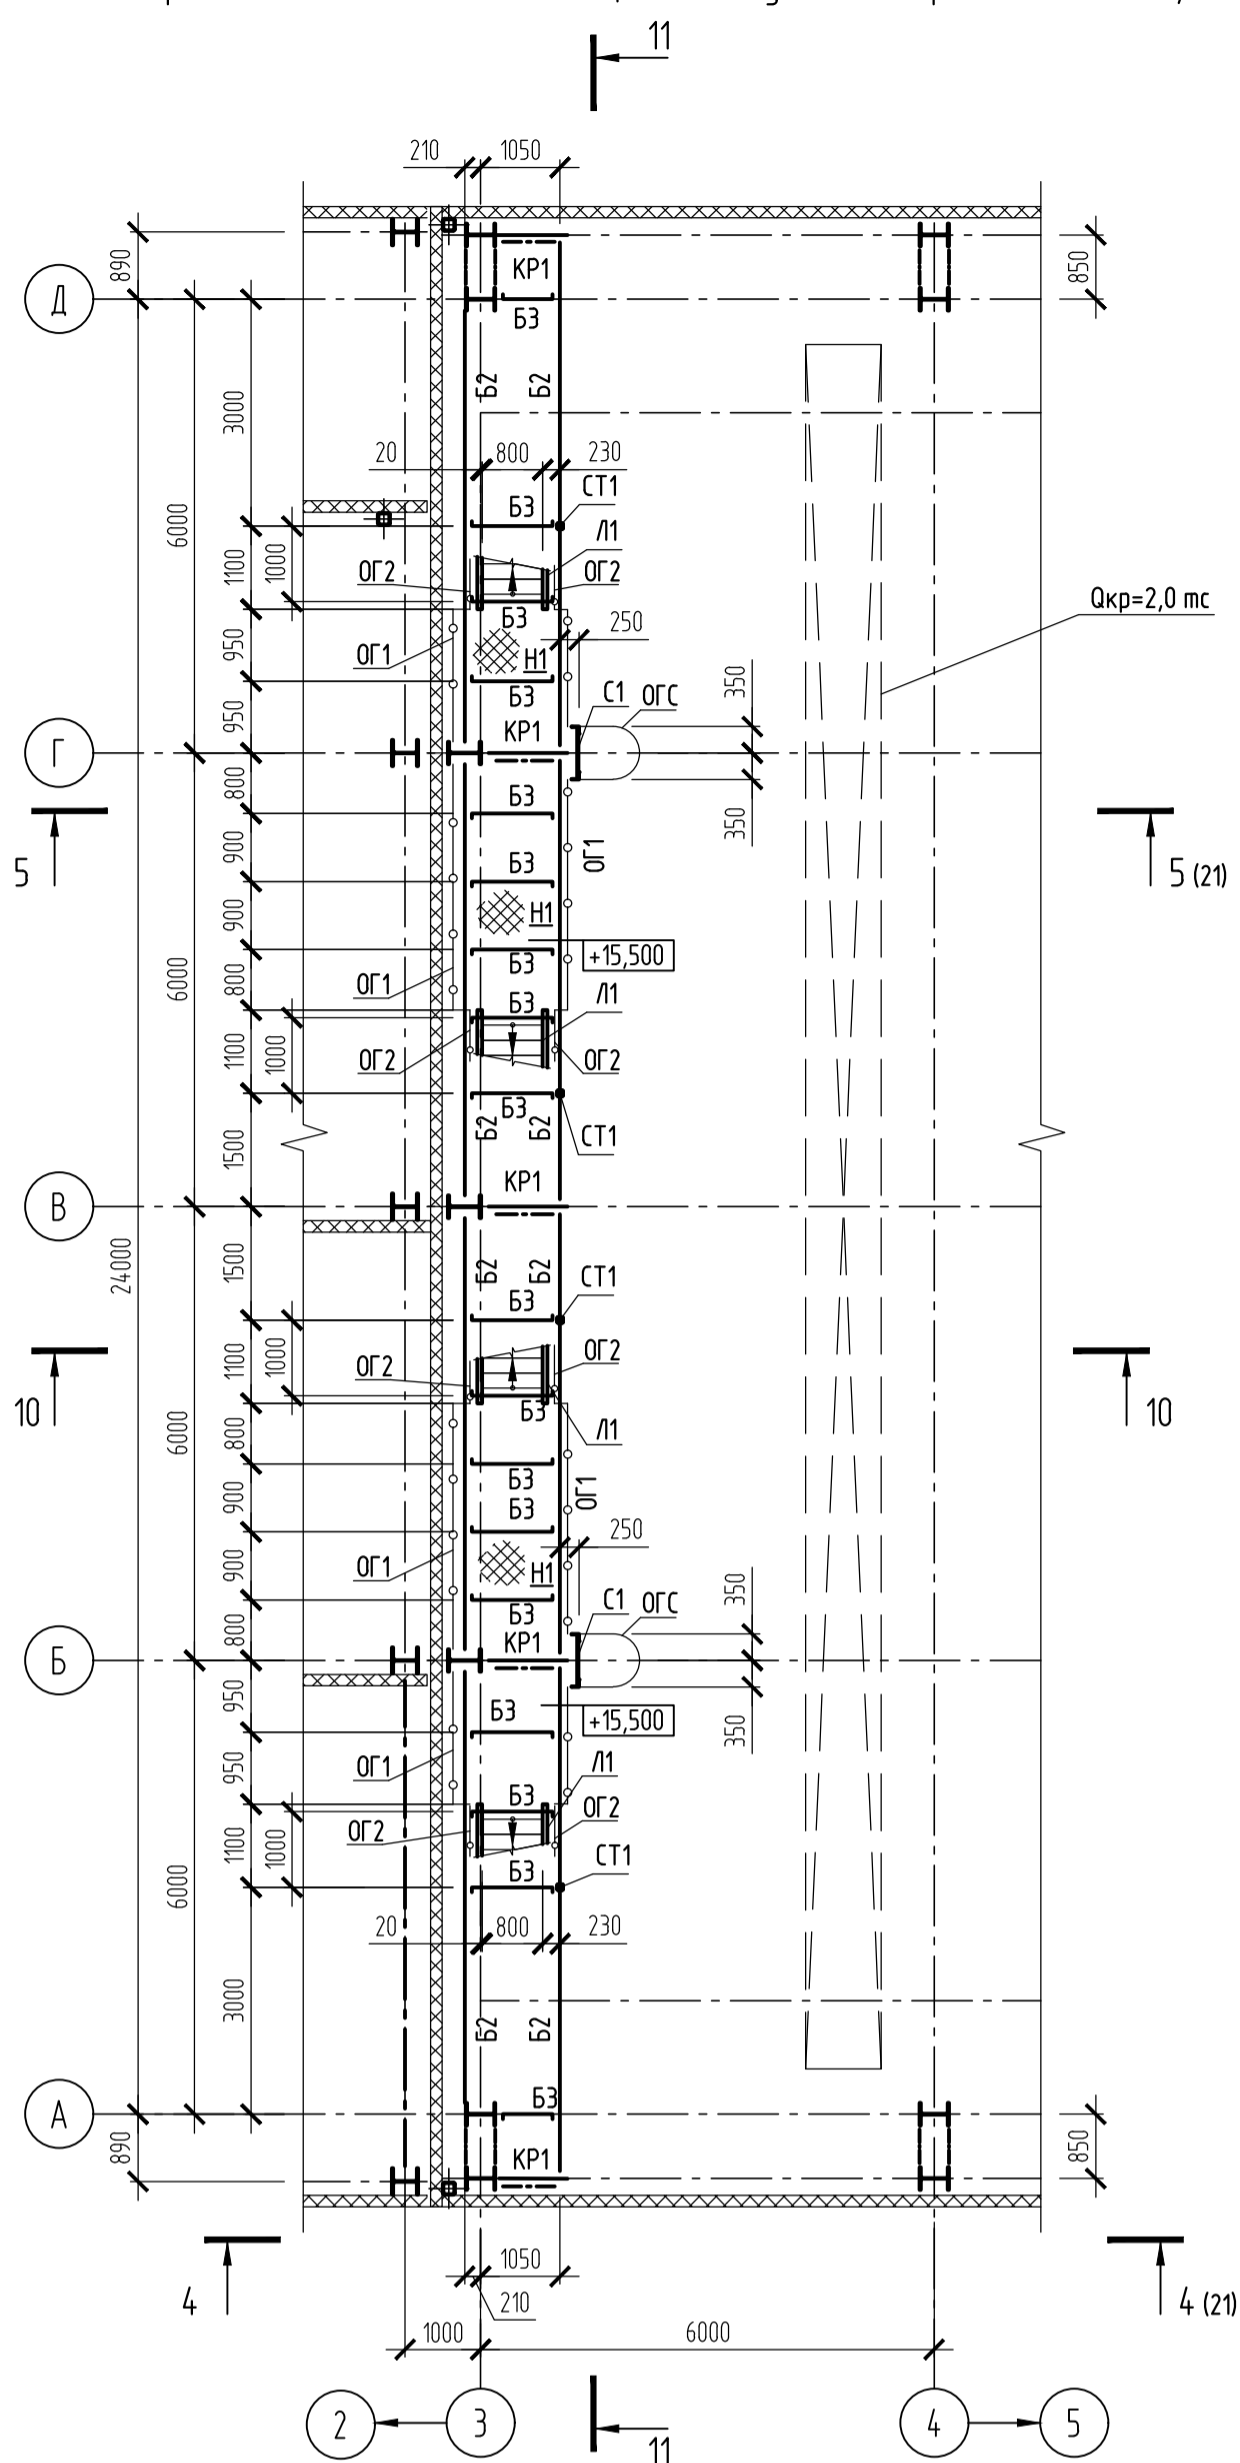 11
210 1050
890
КР1
850
Д
Б3
Б2 Б2
3000
20 800 230
СТ1
Б3
6000
Л1
1100 1000
ОГ2 ОГ2
Qкр=2,0 тс
Б3
250
950
ОГ1
Н1
350
Б3
С1 ОГС
950
КР1
Г
800
Б3
350
5
900
Б3
ОГ1
5 (21)
Н1
900
+15,500
6000
Б3
800
ОГ1
Б3
Л1
1100 1000
ОГ2 ОГ2
Б3
Б2 Б2
СТ1
1500
КР1
В
24000
1500
Б2 Б2
СТ1
Б3
1100 1000
ОГ2 ОГ2
10 10
Б3
Л1
6000
800
Б3
ОГ1
900
Б3
250
900
ОГ1
Н1
350
С1 ОГС
Б3
800
КР1
Б
950
Б3
+15,500
350
950
ОГ1
Л1
Б3
ОГ2 ОГ2
1100 1000
СТ1
Б3
6000
20 800 230
3000
Б2 Б2
Б3
А
890
КР1
850
1050
4
210
4 (21)
1000 6000
2 3 4 5
11